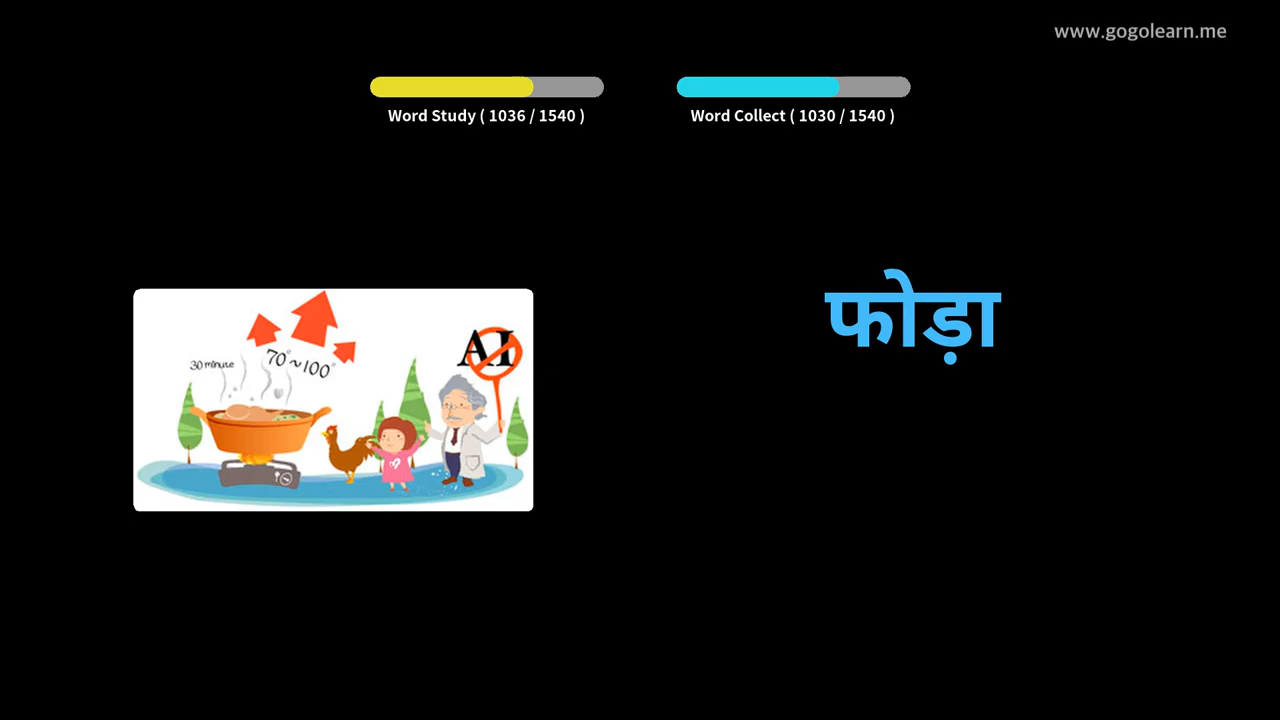 www.gogolearn.me
Word Study ( 1036 / 1540 )
Word Collect ( 1030 / 1540 )
फोड़ा
30 minute
70°~100°
AI